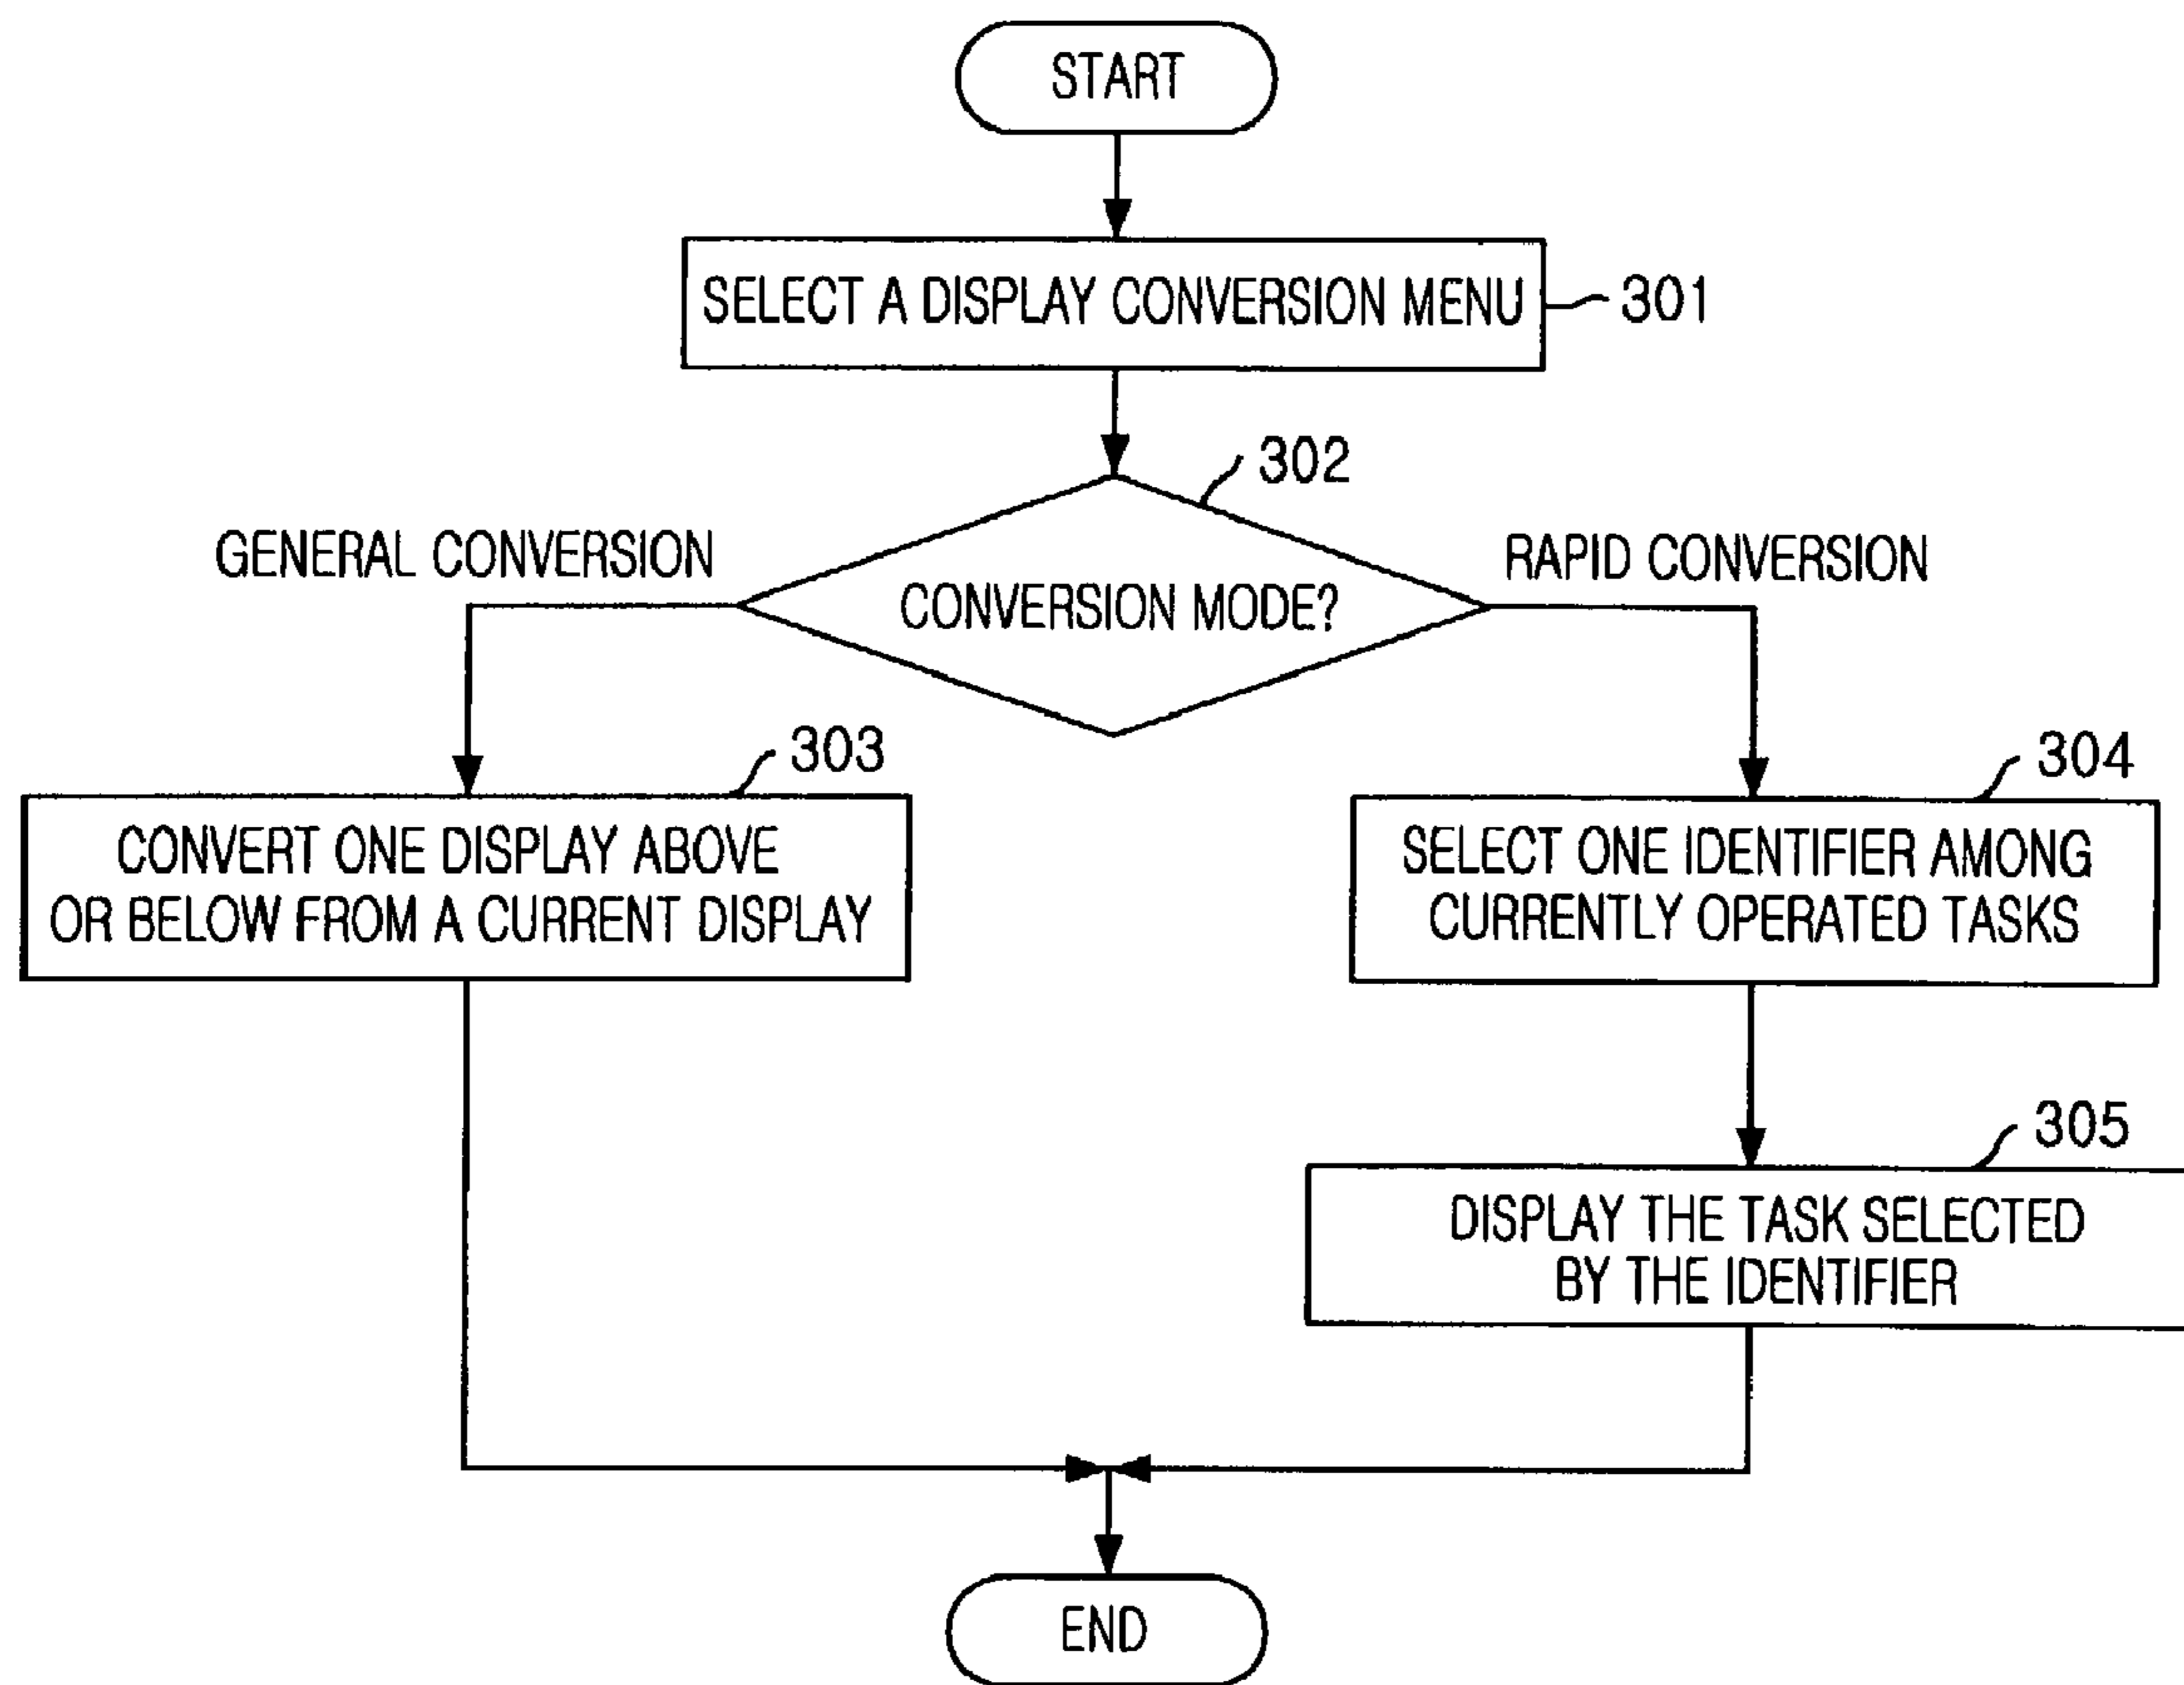 START
SELECT A DISPLAY CONVERSION MENU
301
302
GENERAL CONVERSION
RAPID CONVERSION
CONVERSION MODE?
303
304
CONVERT ONE DISPLAY ABOVE
OR BELOW FROM A CURRENT DISPLAY
SELECT ONE IDENTIFIER AMONG
CURRENTLY OPERATED TASKS
305
DISPLAY THE TASK SELECTED
BY THE IDENTIFIER
END